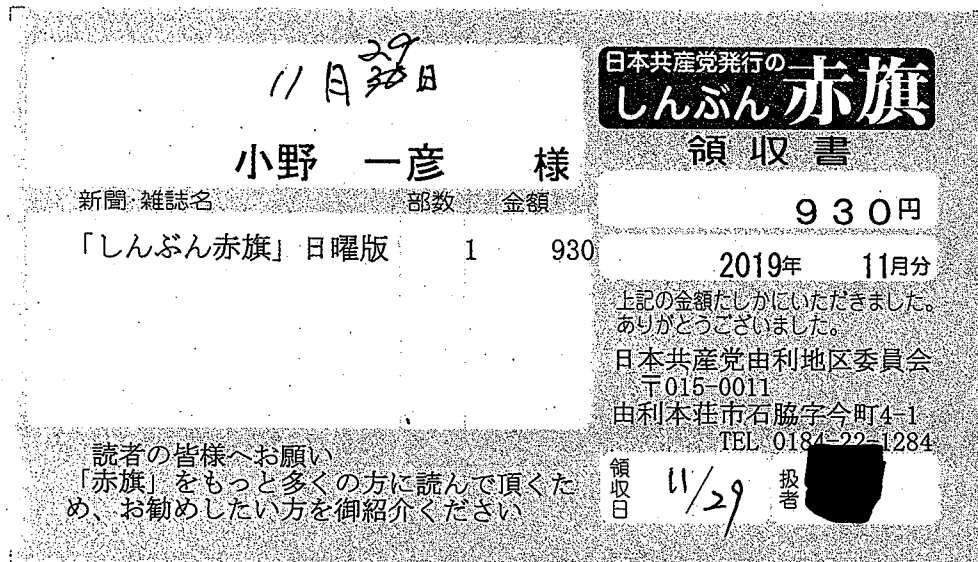 11月29日
小野 一彦 様
新聞・雑誌名 部数 金額
「しんぶん赤旗」日曜版 1 930
読者の皆様へお願い
「赤旗」をもっと多くの方に読んで頂くた
め、お勧めしたい方を御紹介ください
日本共産党発行の
しんぶん赤旗
領収書
930円
2019年 11月分
上記の金額たしかにいただきました。
ありがとうございました。
日本共産党由利地区委員会
〒015-0011
由利本荘市石脇字今町4-1
TEL 0184-22-1284
領収日 11/29 扱者